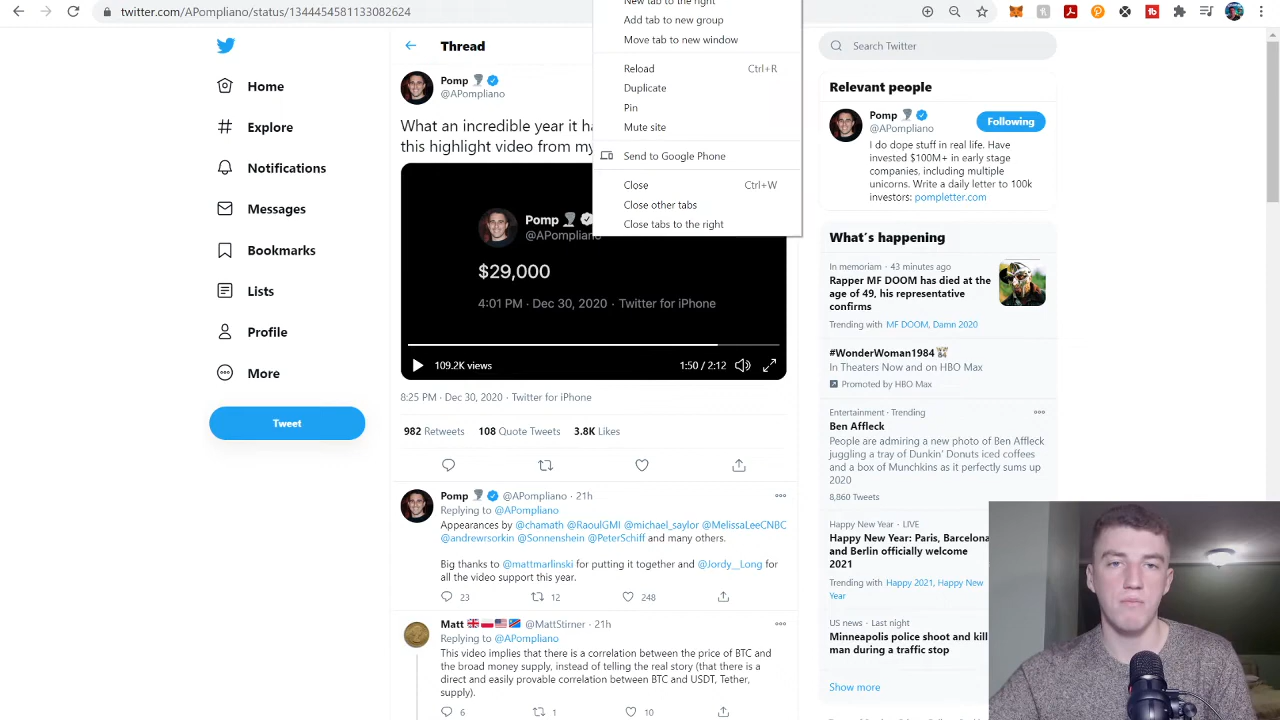 twitter.com/APompliano/status/1344454581133082624
New tab to the right
Add tab to new group
Move tab to new window
Reload Ctrl+R
Duplicate
Pin
Mute site
Send to Google Phone
Close Ctrl+W
Close other tabs
Close tabs to the right
Home
Explore
Notifications
Messages
Bookmarks
Lists
Profile
More
Tweet
Thread
Pomp
@APompliano
What an incredible year it ha
this highlight video from my
Pomp
@APompliano
$29,000
4:01 PM · Dec 30, 2020 · Twitter for iPhone
109.2K views 1:50 / 2:12
8:25 PM · Dec 30, 2020 · Twitter for iPhone
982 Retweets 108 Quote Tweets 3.8K Likes
Pomp @APompliano · 21h
Replying to @APompliano
Appearances by @chamath @RaoulGMI @michael_saylor @MelissaLeeCNBC
@andrewrsorkin @Sonnenshein @PeterSchiff and many others.
Big thanks to @mattmarlinski for putting it together and @Jordy__Long for
all the video support this year.
23 12 248
Matt @MattStirner · 21h
Replying to @APompliano
This video implies that there is a correlation between the price of BTC and
the broad money supply, instead of telling the real story (that there is a
direct and easily provable correlation between BTC and USDT, Tether,
supply).
6 1 10
Search Twitter
Relevant people
Pomp
@APompliano
Following
I do dope stuff in real life. Have
invested $100M+ in early stage
companies, including multiple
unicorns. Write a daily letter to 100k
investors: pompletter.com
What's happening
In memoriam · 43 minutes ago
Rapper MF DOOM has died at the
age of 49, his representative
confirms
Trending with MF DOOM, Damn 2020
#WonderWoman1984
In Theaters Now and on HBO Max
Promoted by HBO Max
Entertainment · Trending
Ben Affleck
People are admiring a new photo of Ben Affleck
juggling a tray of Dunkin' Donuts iced coffees
and a box of Munchkins as it perfectly sums up
2020
8,860 Tweets
Happy New Year · LIVE
Happy New Year: Paris, Barcelona
and Berlin officially welcome
2021
Trending with Happy 2021, Happy New
Year
US news · Last night
Minneapolis police shoot and kill
man during a traffic stop
Show more